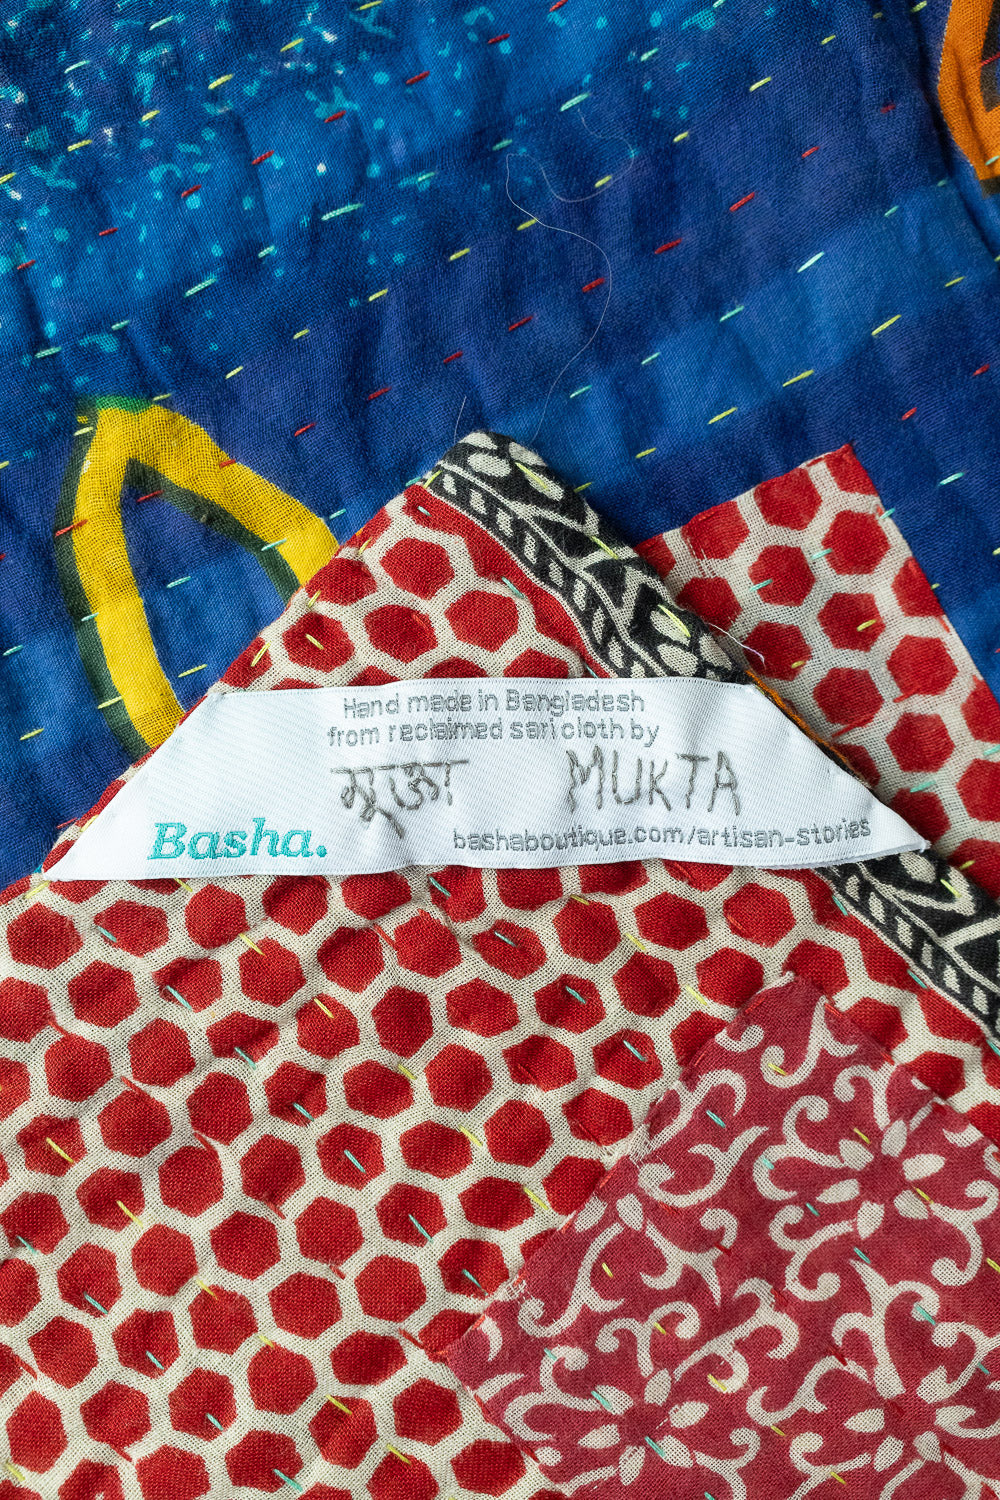 Hand made in Bangladesh
from reclaimed sari cloth by
মুক্তা MUKTA
Basha. bashaboutique.com/artisan-stories